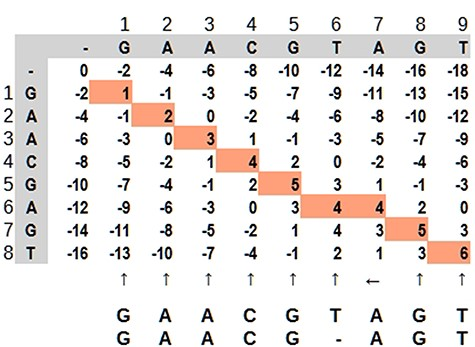 1 2 3 4 5 6 7 8 9
- G A A C G T A G T
- 0 -2 -4 -6 -8 -10 -12 -14 -16 -18
1 G -2 1 -1 -3 -5 -7 -9 -11 -13 -15
2 A -4 -1 2 0 -2 -4 -6 -8 -10 -12
3 A -6 -3 0 3 1 -1 -3 -5 -7 -9
4 C -8 -5 -2 1 4 2 0 -2 -4 -6
5 G -10 -7 -4 -1 2 5 3 1 -1 -3
6 A -12 -9 -6 -3 0 3 4 4 2 0
7 G -14 -11 -8 -5 -2 1 4 3 5 3
8 T -16 -13 -10 -7 -4 -1 2 1 3 6
↑ ↑ ↑ ↑ ↑ ↑ ← ↑ ↑
G A A C G T A G T
G A A C G - A G T